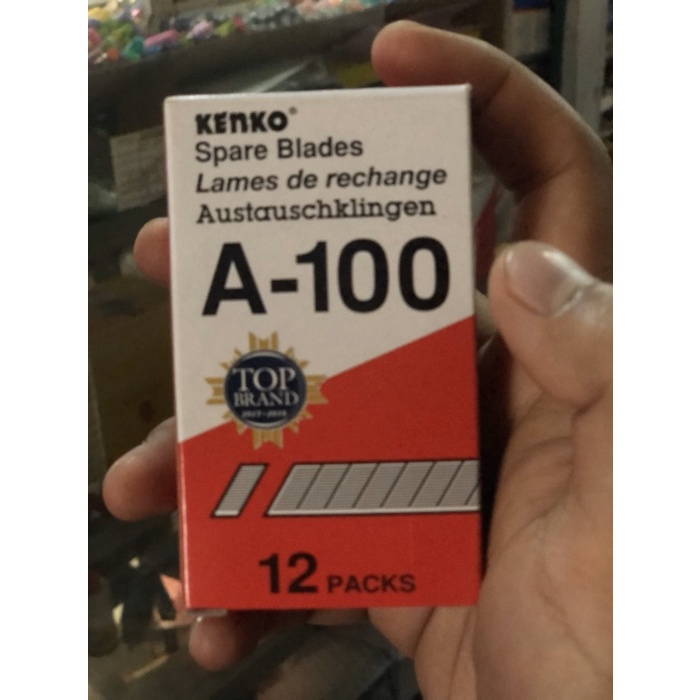 KENKO®
Spare Blades
Lames de rechange
Austauschklingen
A-100
TOP
BRAND
12 PACKS